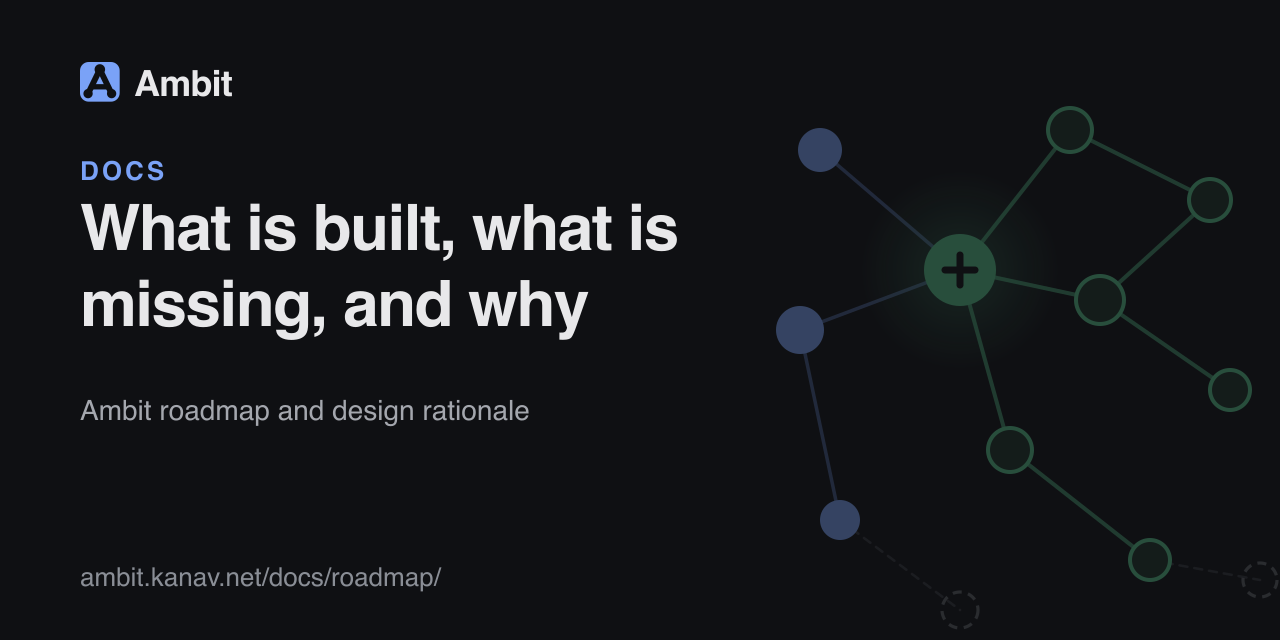 Ambit
DOCS
What is built, what is
missing, and why
Ambit roadmap and design rationale
ambit.kanav.net/docs/roadmap/